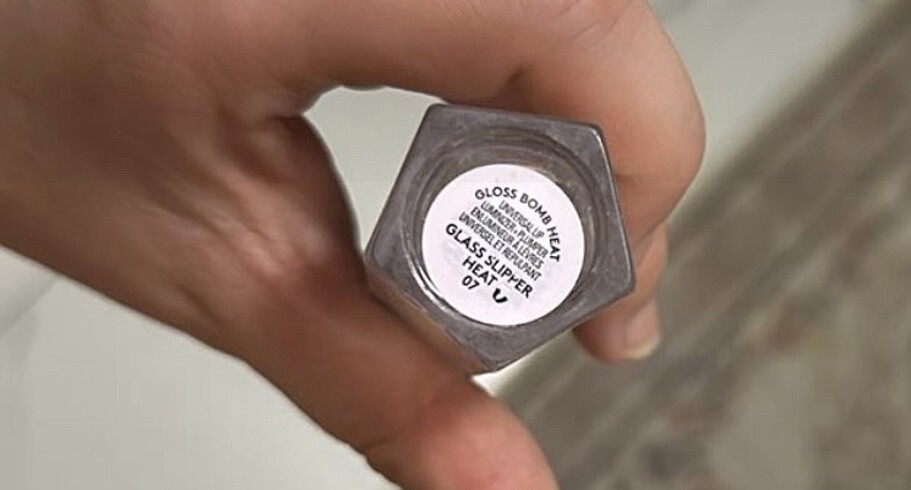 GLOSS BOMB HEAT
UNIVERSAL LIP
LUMINIZER + PLUMPER
ENLUMINEUR À LÈVRES
UNIVERSEL ET REPULPANT
GLASS SLIPPER
HEAT
07